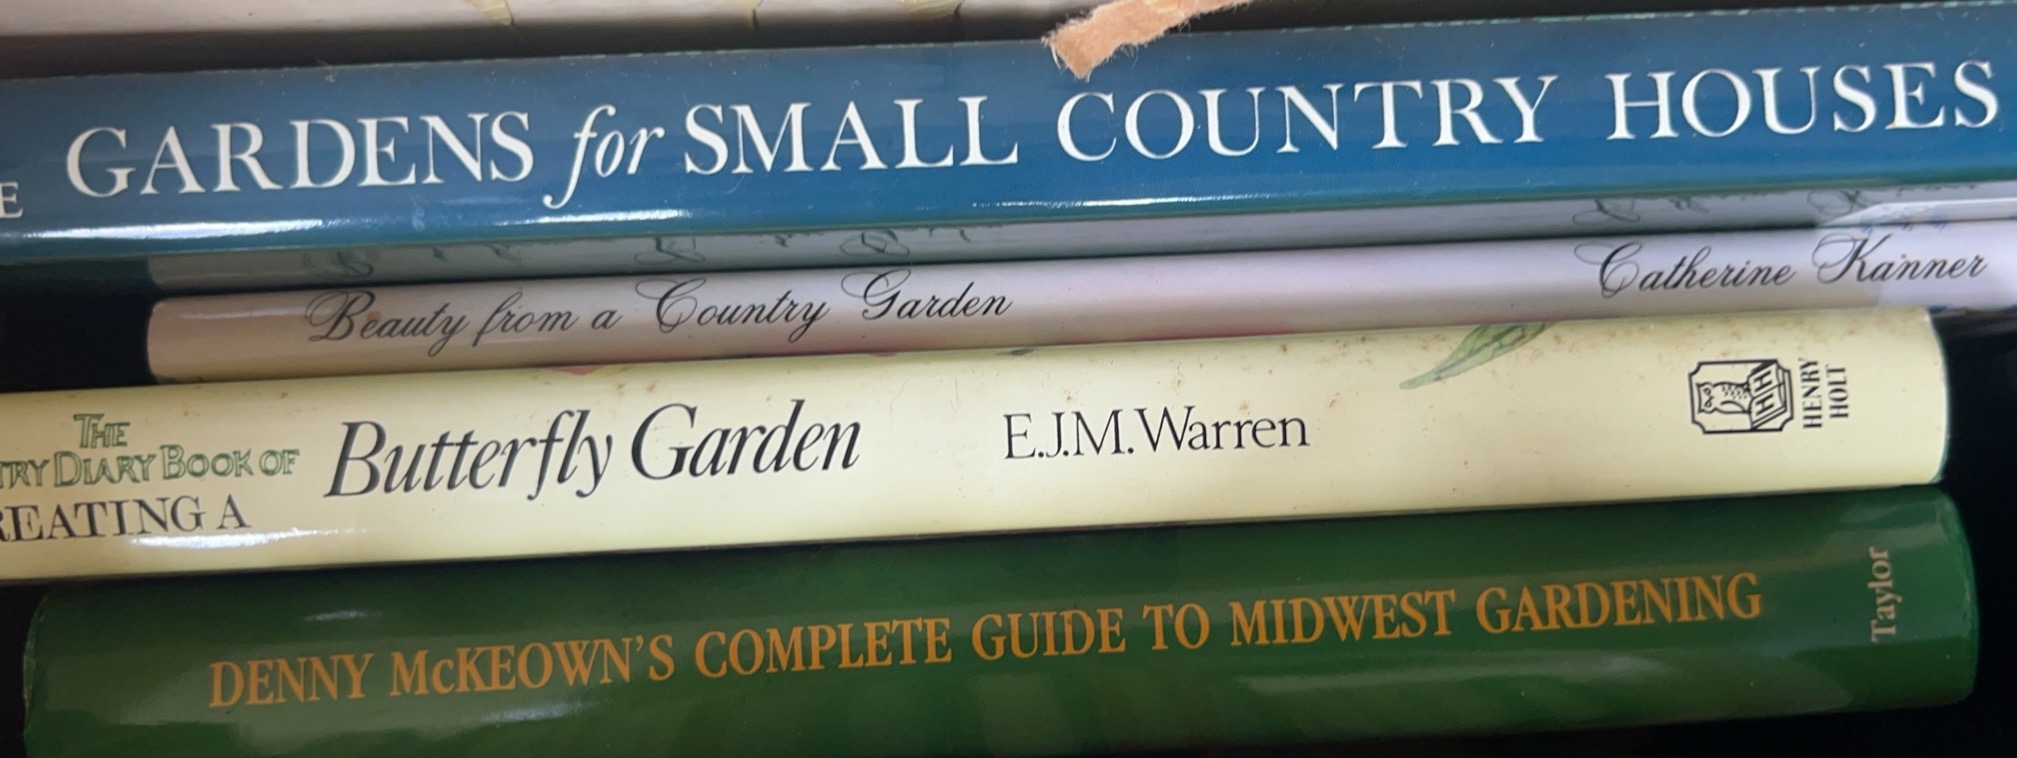 E GARDENS for SMALL COUNTRY HOUSES
Beauty from a Country Garden Catherine Kanner
THE
TRY DIARY BOOK OF
REATING A
Butterfly Garden E.J.M. Warren
HENRY
HOLT
DENNY McKEOWN'S COMPLETE GUIDE TO MIDWEST GARDENING Taylor